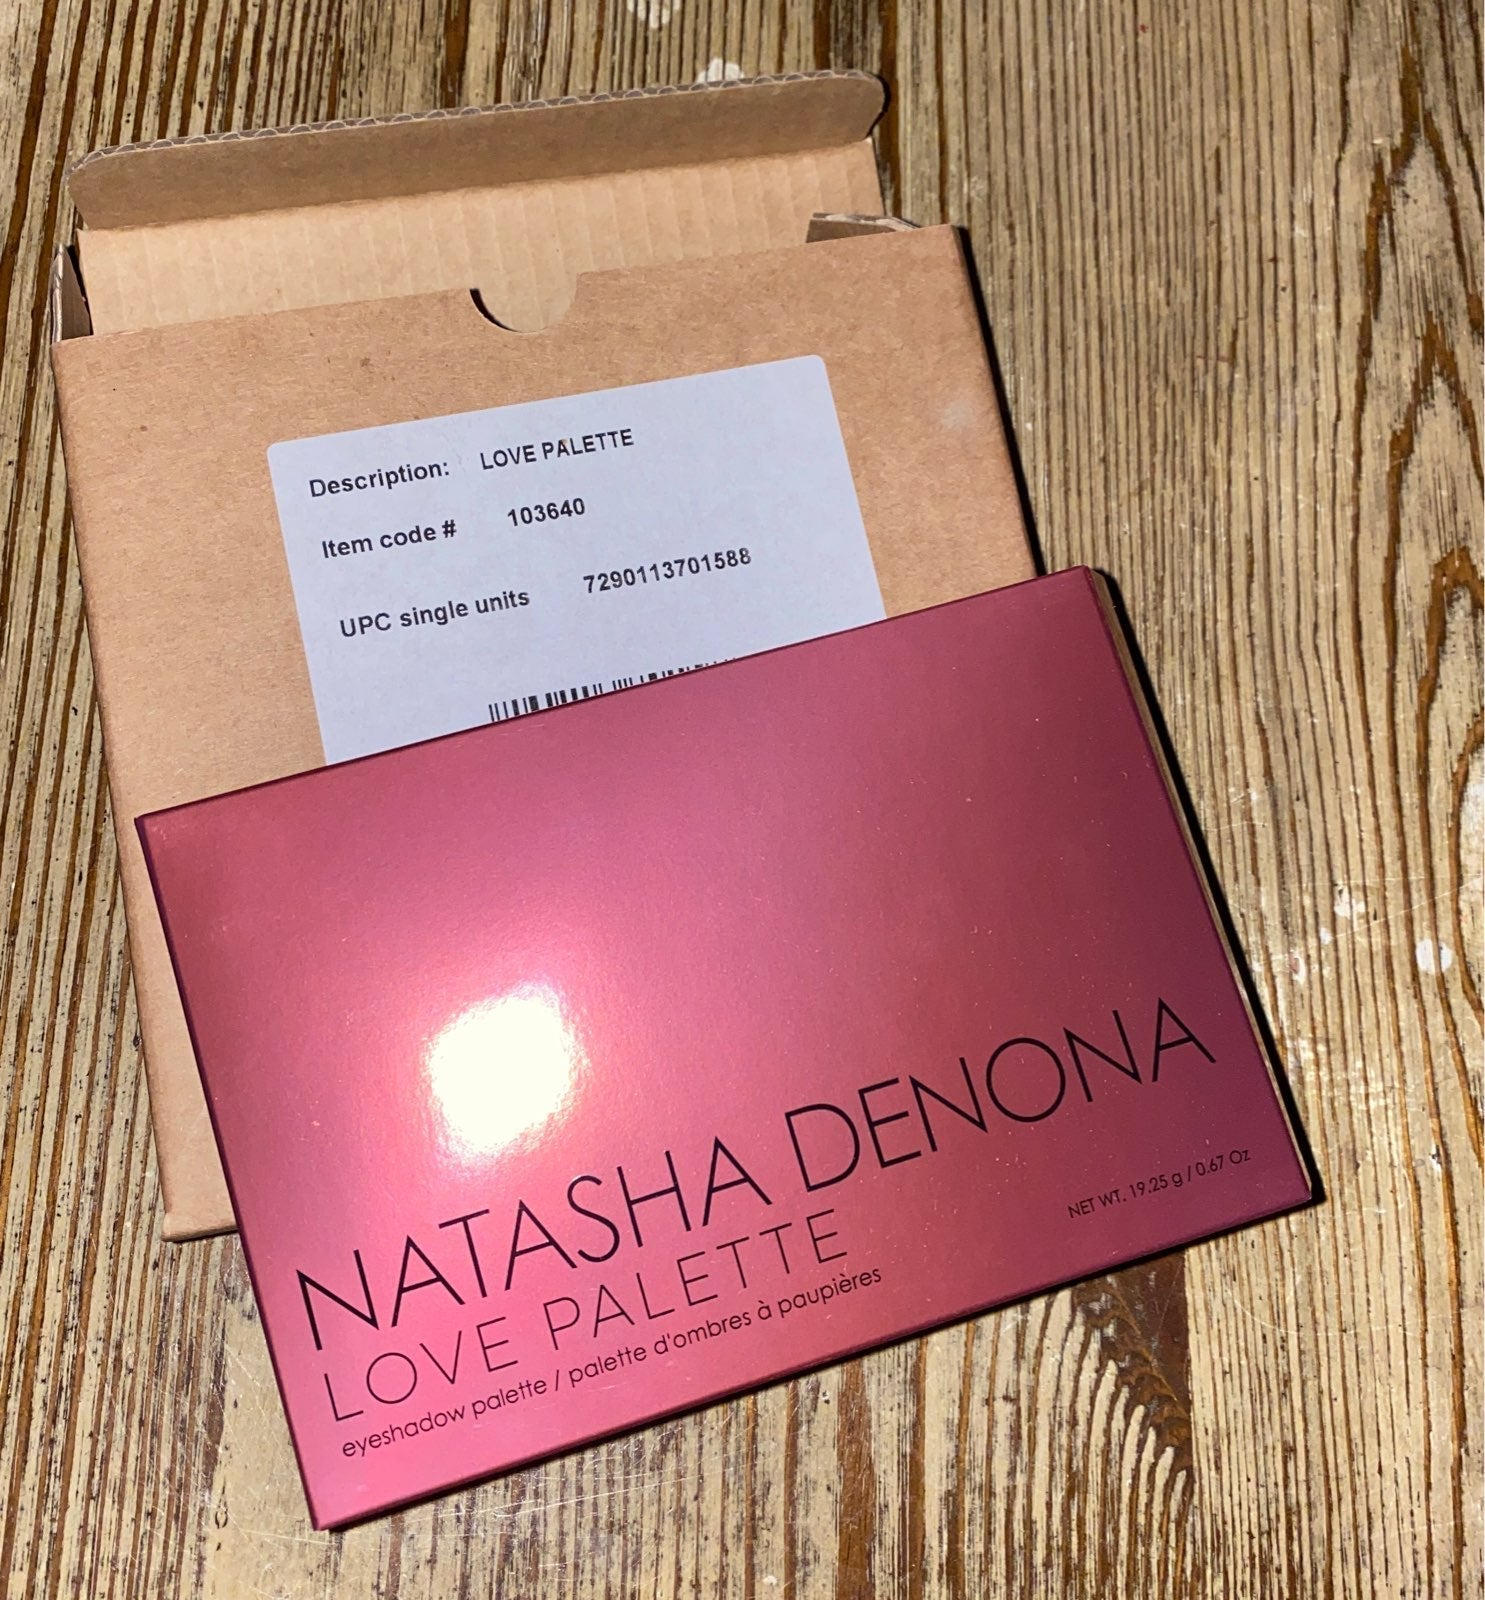 Description: LOVE PALETTE
Item code # 103640
UPC single units 7290113701588
NATASHA DENONA
LOVE PALETTE
eyeshadow palette / palette d'ombres à paupières
NET WT. 19.25 g / 0.67 Oz